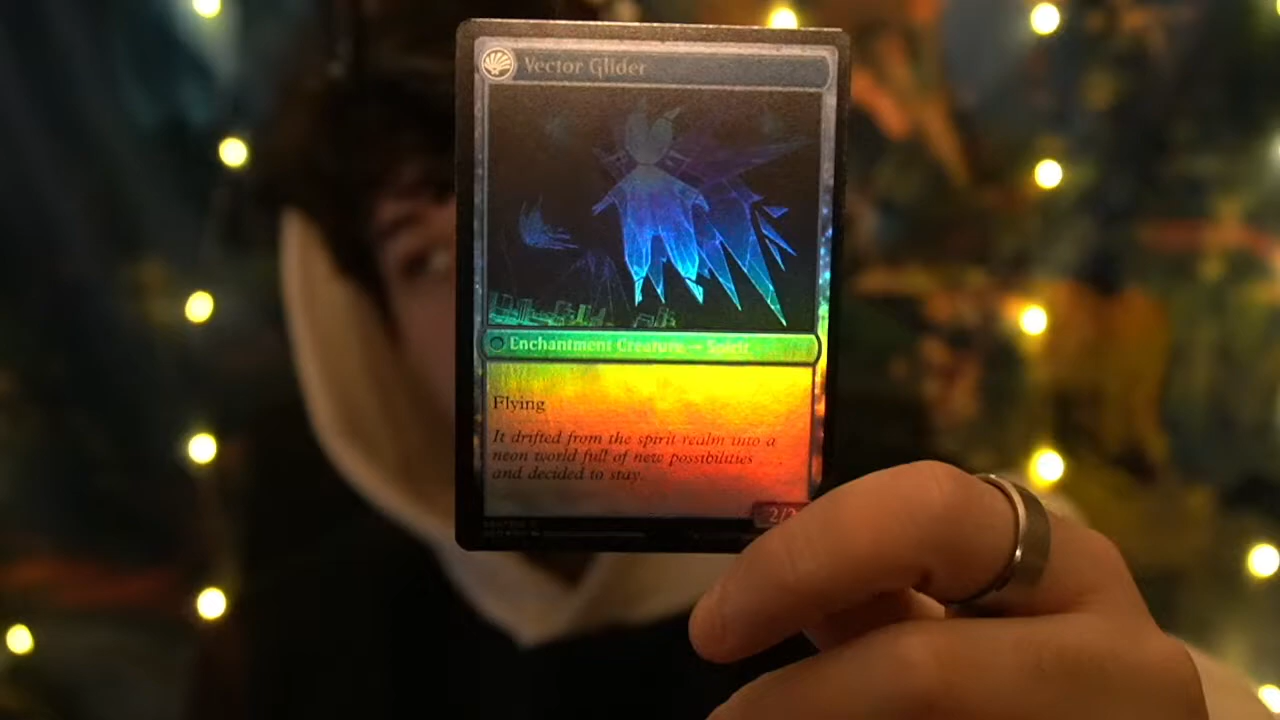 Vector Glider
Enchantment Creature — Spirit
Flying
It drifted from the spirit realm into a
neon world full of new possibilities
and decided to stay.
2/2